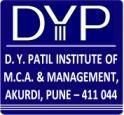 DYP
D. Y. PATIL INSTITUTE OF
M.C.A. & MANAGEMENT,
AKURDI, PUNE – 411 044